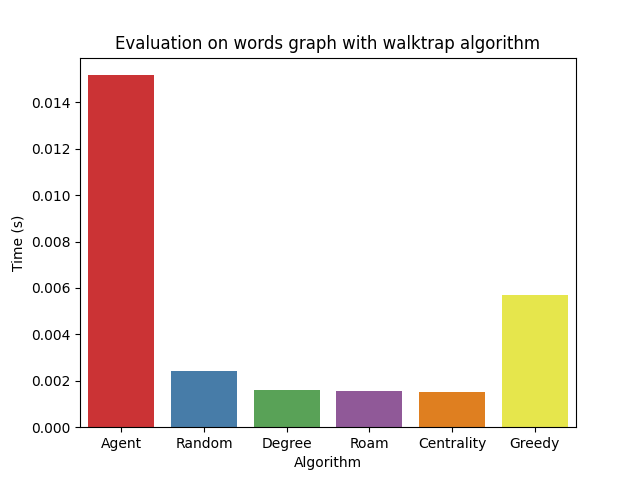 Evaluation on words graph with walktrap algorithm
Time (s)
0.014
0.012
0.010
0.008
0.006
0.004
0.002
0.000
Agent Random Degree Roam Centrality Greedy
Algorithm